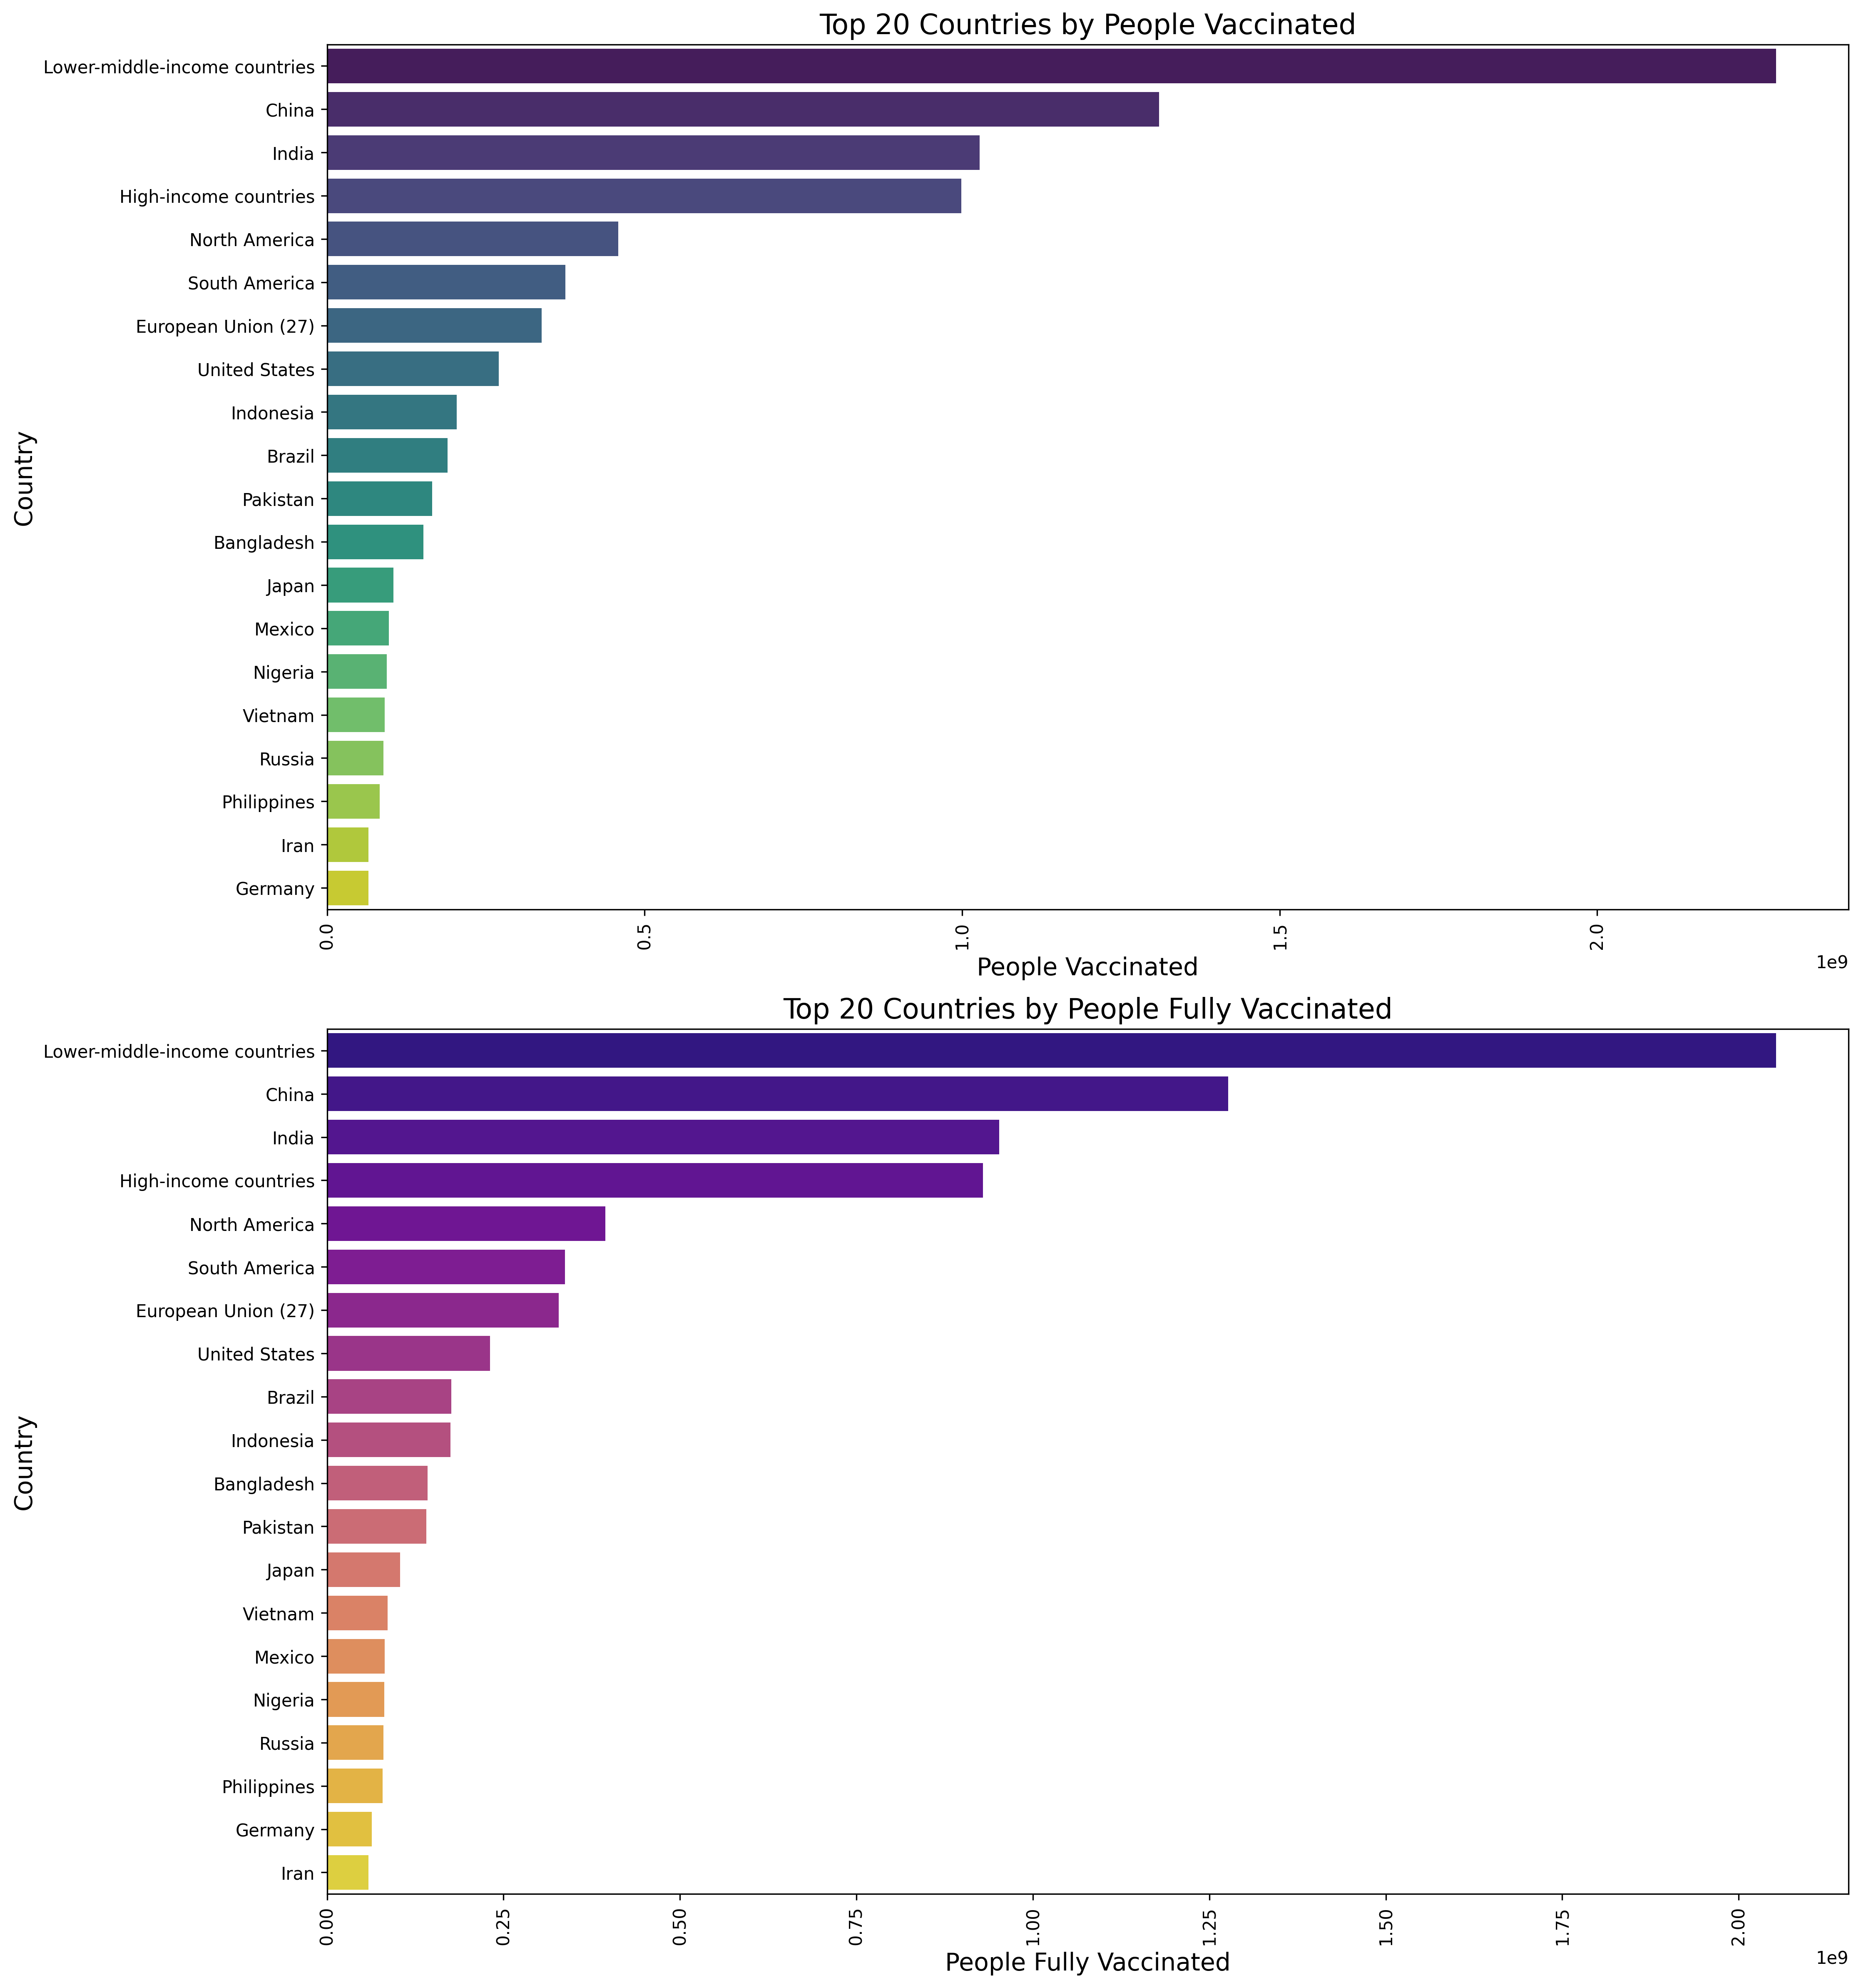 Top 20 Countries by People Vaccinated
Lower-middle-income countries
China
India
High-income countries
North America
South America
European Union (27)
United States
Indonesia
Brazil
Pakistan
Bangladesh
Japan
Mexico
Nigeria
Vietnam
Russia
Philippines
Iran
Germany
Country
0.0
0.5
1.0
1.5
2.0
1e9
People Vaccinated
Top 20 Countries by People Fully Vaccinated
Lower-middle-income countries
China
India
High-income countries
North America
South America
European Union (27)
United States
Brazil
Indonesia
Bangladesh
Pakistan
Japan
Vietnam
Mexico
Nigeria
Russia
Philippines
Germany
Iran
Country
0.00
0.25
0.50
0.75
1.00
1.25
1.50
1.75
2.00
1e9
People Fully Vaccinated